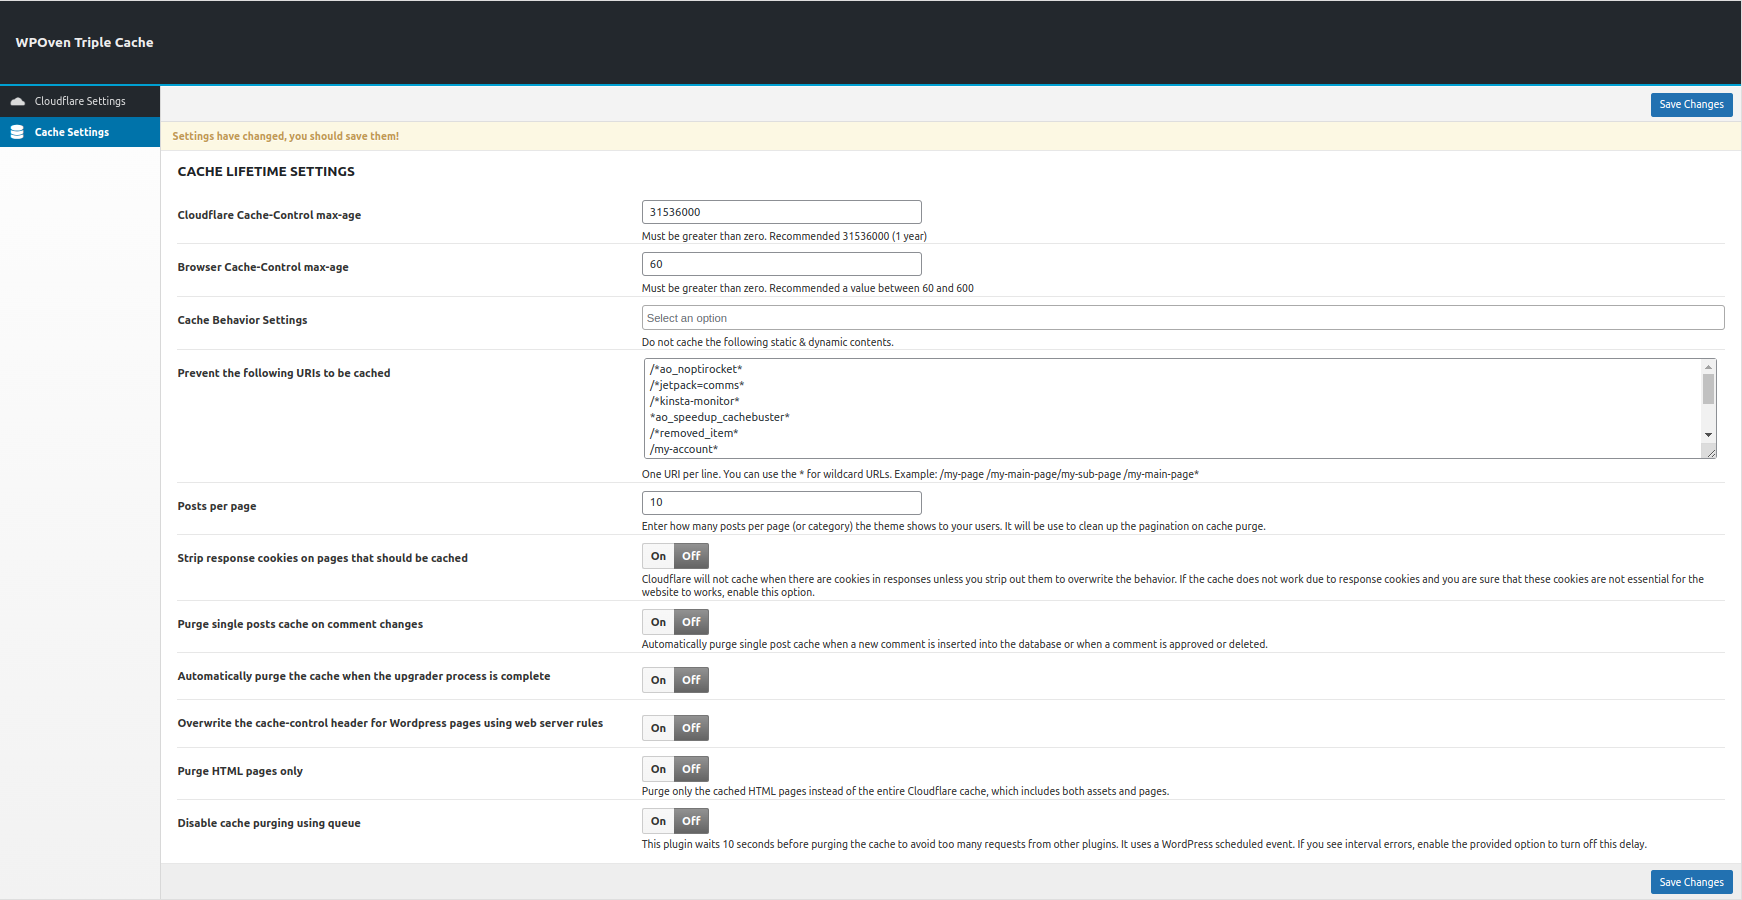 WPOven Triple Cache
Cloudflare Settings
Cache Settings
Save Changes
Settings have changed, you should save them!
CACHE LIFETIME SETTINGS
Cloudflare Cache-Control max-age
31536000
Must be greater than zero. Recommended 31536000 (1 year)
Browser Cache-Control max-age
60
Must be greater than zero. Recommended a value between 60 and 600
Cache Behavior Settings
Select an option
Do not cache the following static & dynamic contents.
Prevent the following URIs to be cached
/*ao_noptirocket*
/*jetpack=comms*
/*kinsta-monitor*
*ao_speedup_cachebuster*
/*removed_item*
/my-account*
One URI per line. You can use the * for wildcard URLs. Example: /my-page /my-main-page/my-sub-page /my-main-page*
Posts per page
10
Enter how many posts per page (or category) the theme shows to your users. It will be use to clean up the pagination on cache purge.
Strip response cookies on pages that should be cached
On Off
Cloudflare will not cache when there are cookies in responses unless you strip out them to overwrite the behavior. If the cache does not work due to response cookies and you are sure that these cookies are not essential for the
website to works, enable this option.
Purge single posts cache on comment changes
On Off
Automatically purge single post cache when a new comment is inserted into the database or when a comment is approved or deleted.
Automatically purge the cache when the upgrader process is complete
On Off
Overwrite the cache-control header for Wordpress pages using web server rules
On Off
Purge HTML pages only
On Off
Purge only the cached HTML pages instead of the entire Cloudflare cache, which includes both assets and pages.
Disable cache purging using queue
On Off
This plugin waits 10 seconds before purging the cache to avoid too many requests from other plugins. It uses a WordPress scheduled event. If you see interval errors, enable the provided option to turn off this delay.
Save Changes